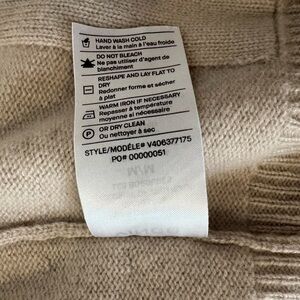 HAND WASH COLD
Laver à la main à l'eau froide
DO NOT BLEACH
Ne pas utiliser d'agent de
blanchiment
RESHAPE AND LAY FLAT TO
DRY
Redonner forme et sécher
à plat
WARM IRON IF NECESSARY
Repasser à température
moyenne si nécessaire
P OR DRY CLEAN
Ou nettoyer à sec
STYLE/MODÈLE# V406377175
PO# 00000051